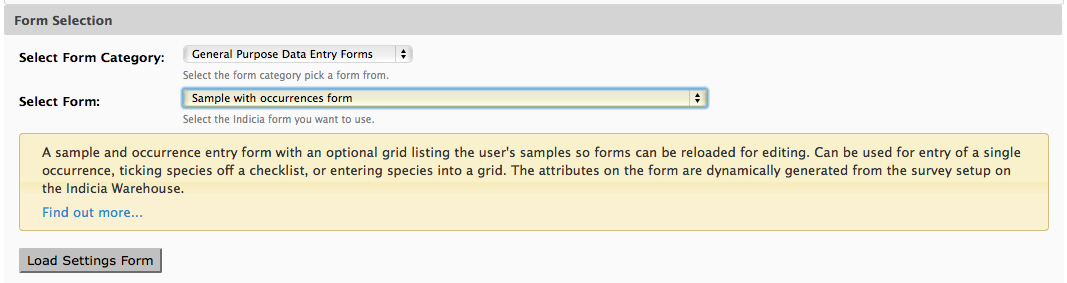 Form Selection
Select Form Category: General Purpose Data Entry Forms
Select the form category pick a form from.
Select Form: Sample with occurrences form
Select the Indicia form you want to use.
A sample and occurrence entry form with an optional grid listing the user's samples so forms can be reloaded for editing. Can be used for entry of a single
occurrence, ticking species off a checklist, or entering species into a grid. The attributes on the form are dynamically generated from the survey setup on
the Indicia Warehouse.
Find out more...
Load Settings Form